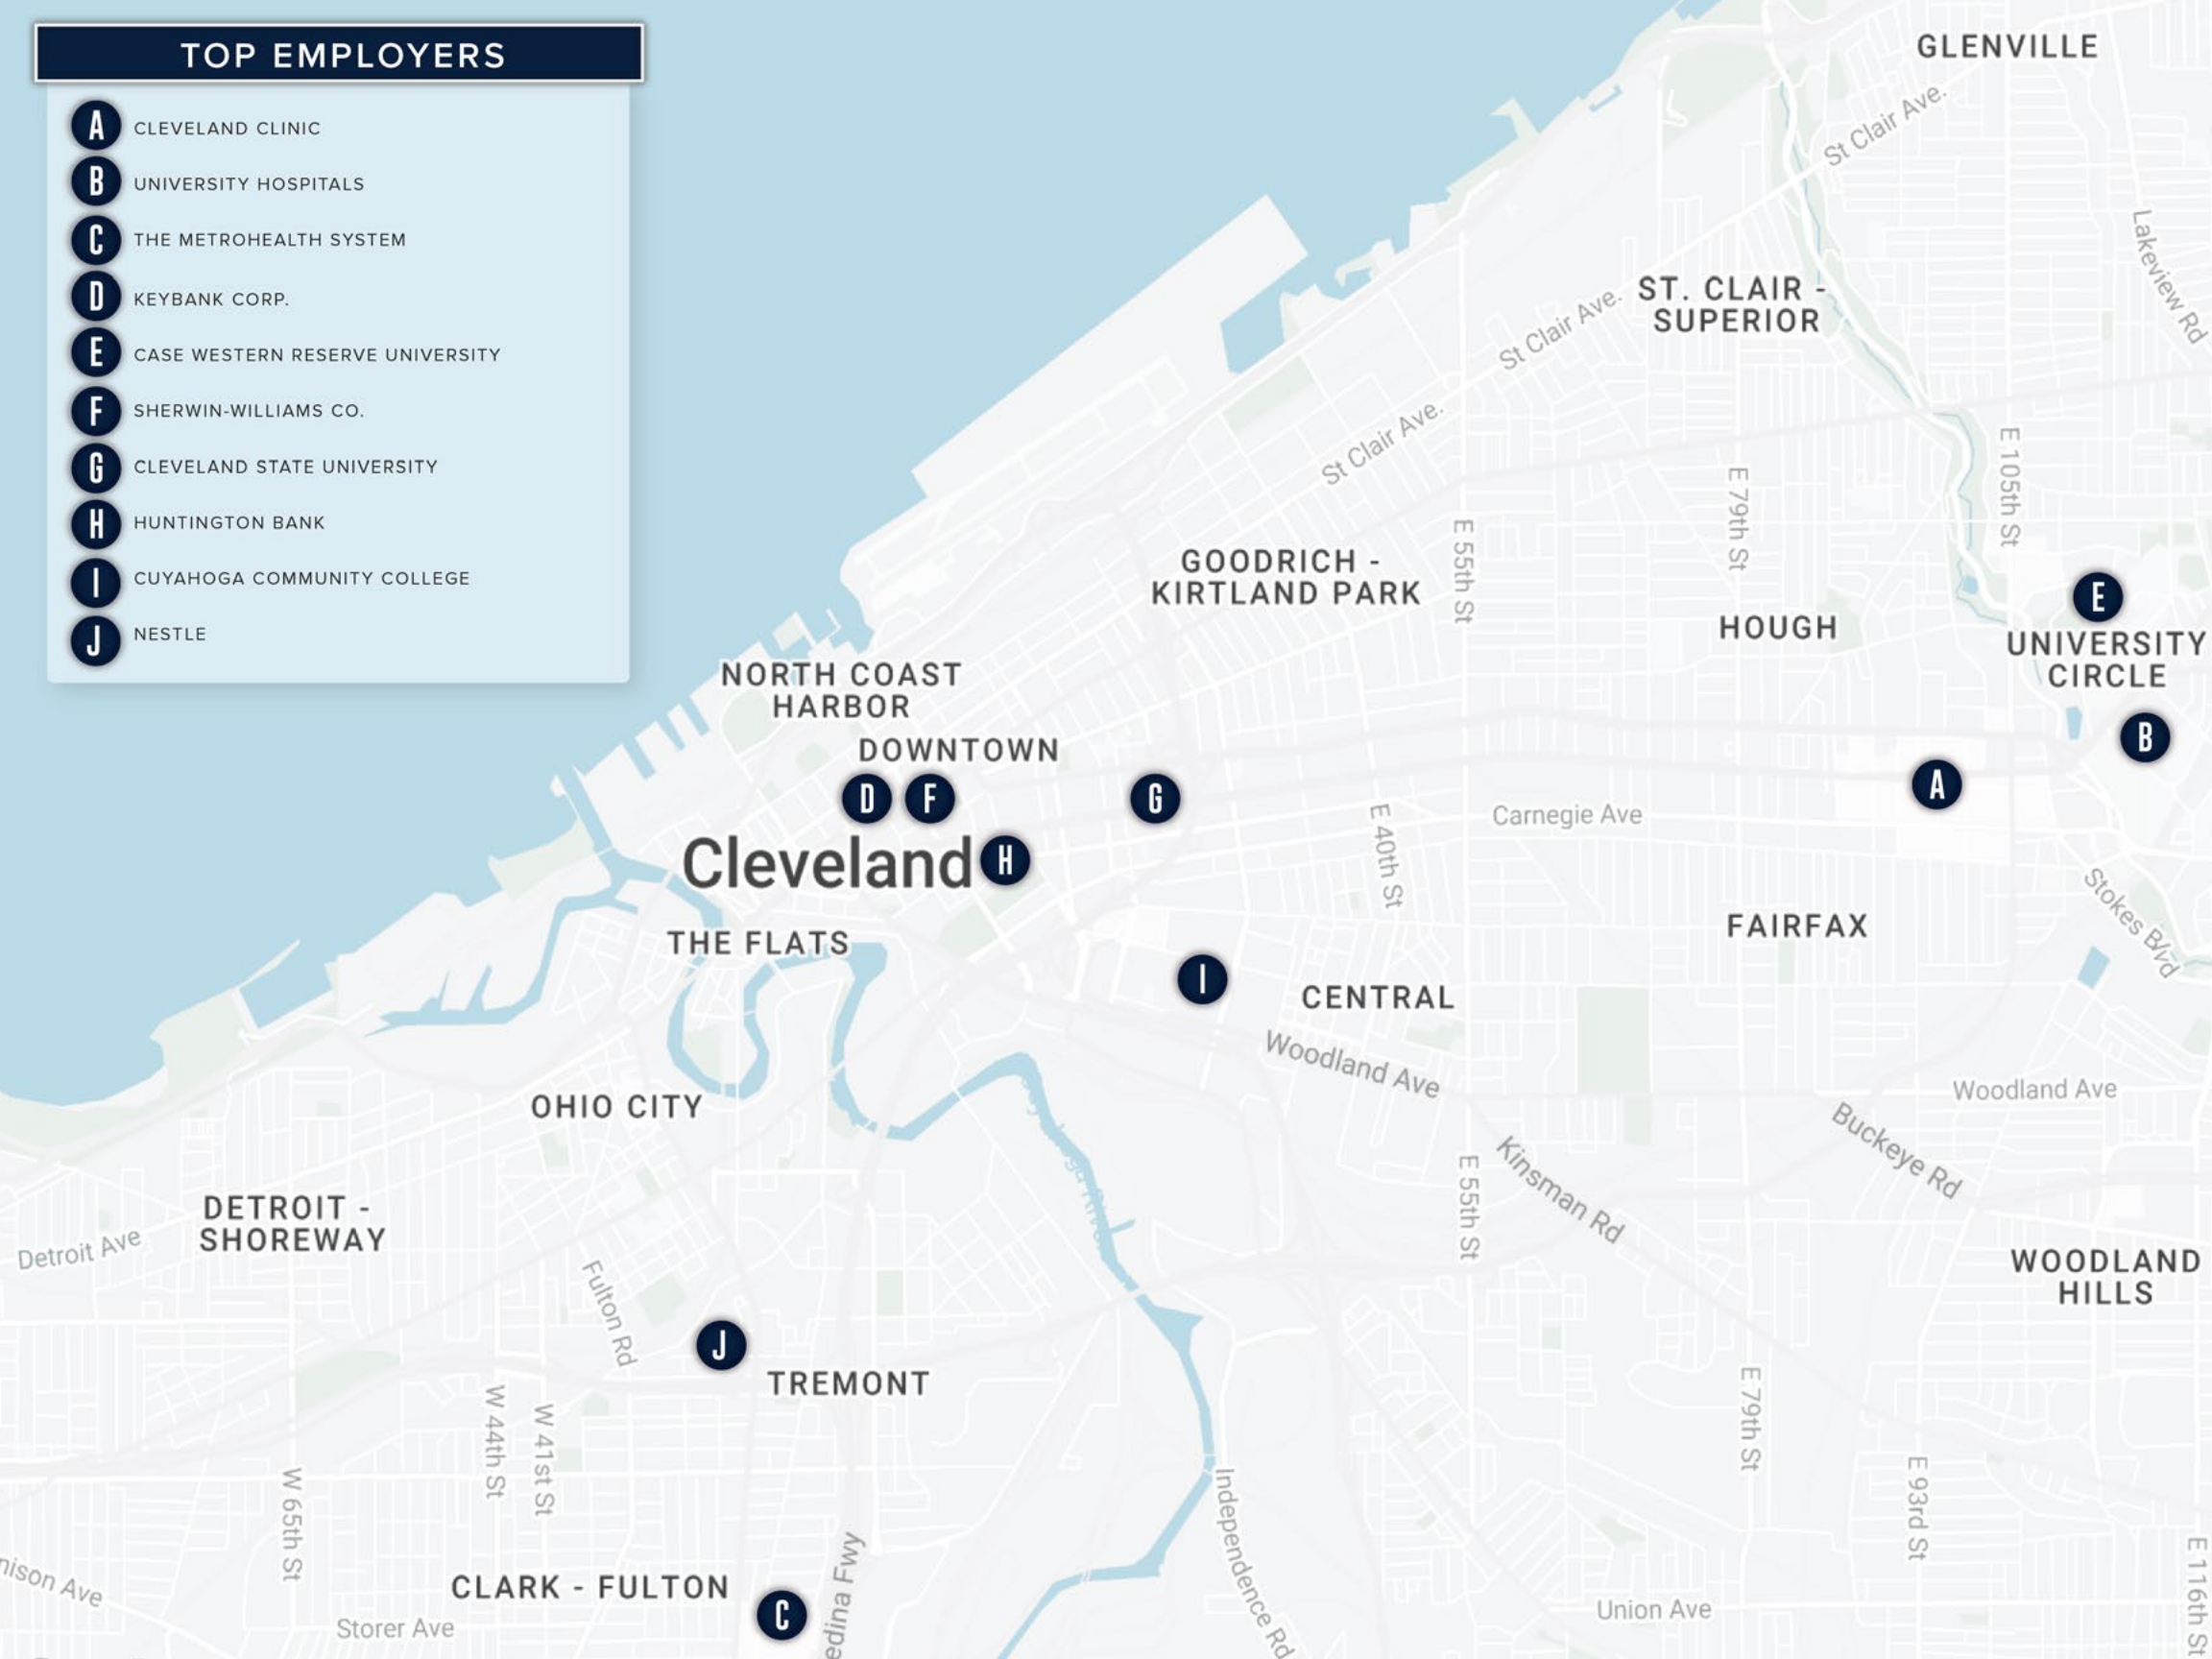 TOP EMPLOYERS
A CLEVELAND CLINIC
B UNIVERSITY HOSPITALS
C THE METROHEALTH SYSTEM
D KEYBANK CORP.
E CASE WESTERN RESERVE UNIVERSITY
F SHERWIN-WILLIAMS CO.
G CLEVELAND STATE UNIVERSITY
H HUNTINGTON BANK
I CUYAHOGA COMMUNITY COLLEGE
J NESTLE
GLENVILLE
St Clair Ave.
Lakeview Rd
ST. CLAIR -
SUPERIOR
St Clair Ave.
St Clair Ave.
E 105th St
E 79th St
E 55th St
GOODRICH -
KIRTLAND PARK
HOUGH
E
UNIVERSITY
CIRCLE
NORTH COAST
HARBOR
DOWNTOWN
B
A
D
F
G
Carnegie Ave
E 40th St
Cleveland
H
Stokes Blvd
FAIRFAX
THE FLATS
I
CENTRAL
Woodland Ave
Woodland Ave
OHIO CITY
Buckeye Rd
Kinsman Rd
E 55th St
DETROIT -
SHOREWAY
Detroit Ave
WOODLAND
HILLS
Fulton Rd
J
TREMONT
E 79th St
W 44th St
W 41st St
W 65th St
E 93rd St
Independence Rd
E 116th St
nison Ave
CLARK - FULTON
C
edina Fwy
Storer Ave
Union Ave